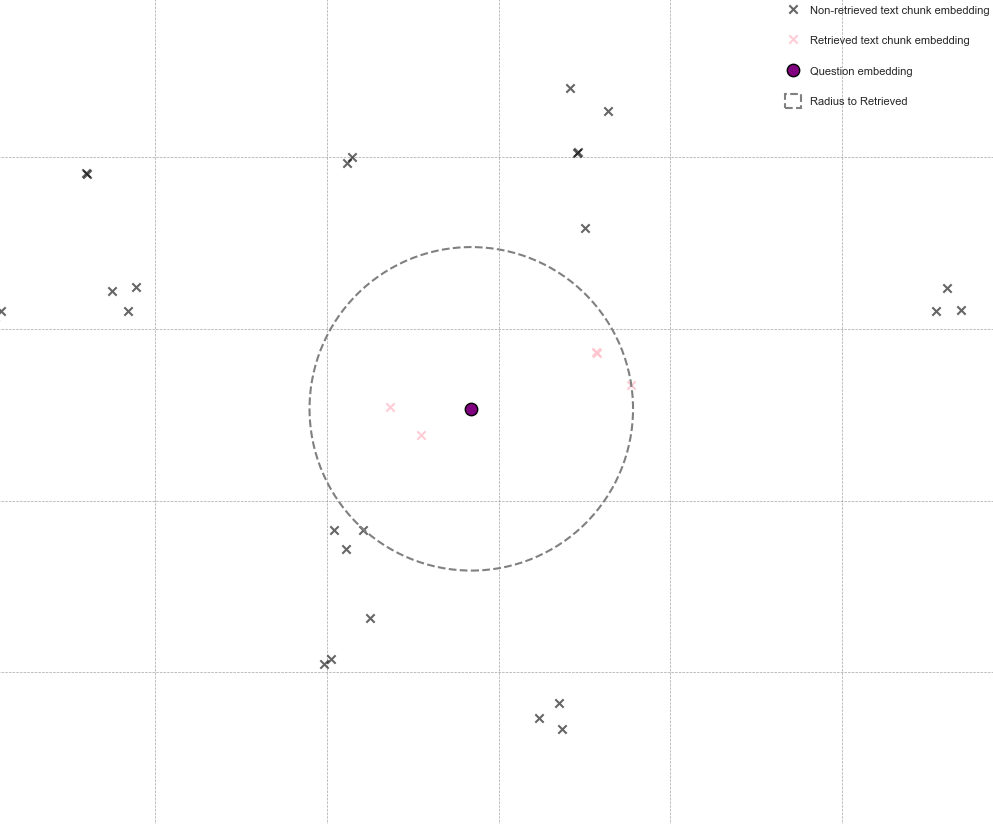 Non-retrieved text chunk embedding
Retrieved text chunk embedding
Question embedding
Radius to Retrieved